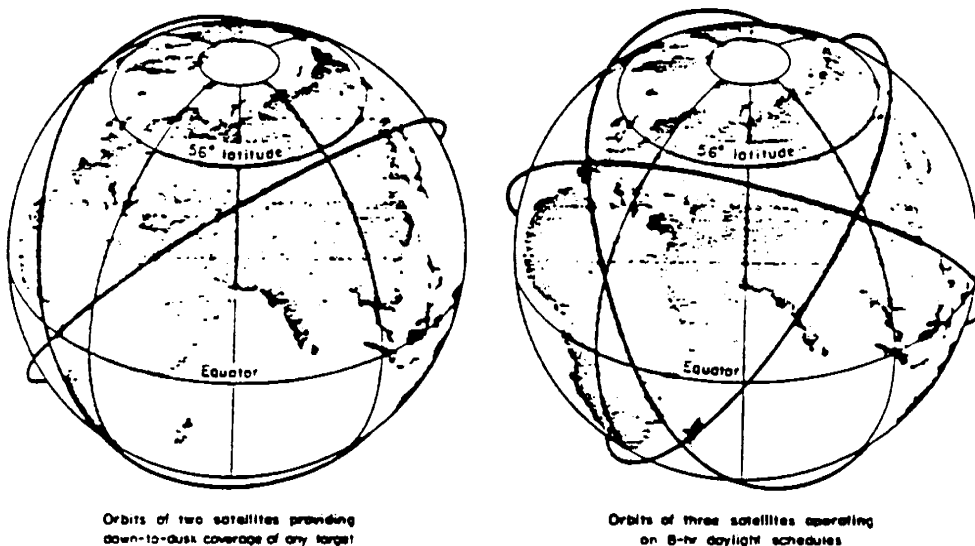 56° latitude
Equator
Orbits of two satellites providing
dawn-to-dusk coverage of any target
56° latitude
Equator
Orbits of three satellites operating
on 8-hr daylight schedules